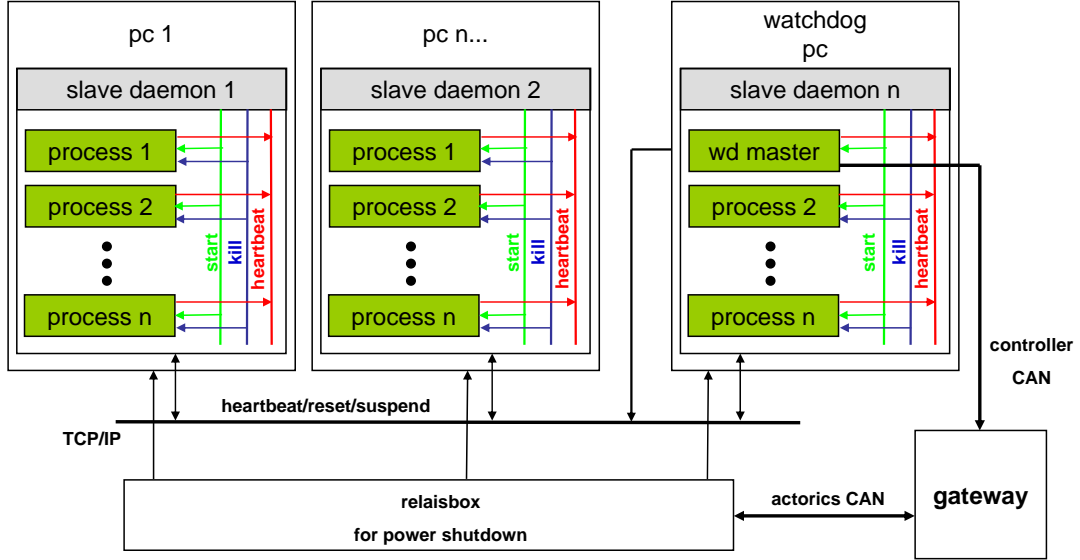 pc 1
slave daemon 1
process 1
process 2
process n
start
kill
heartbeat
pc n...
slave daemon 2
process 1
process 2
process n
start
kill
heartbeat
watchdog
pc
slave daemon n
wd master
process 2
process n
start
kill
heartbeat
controller
CAN
heartbeat/reset/suspend
TCP/IP
relaisbox
for power shutdown
actorics CAN
gateway